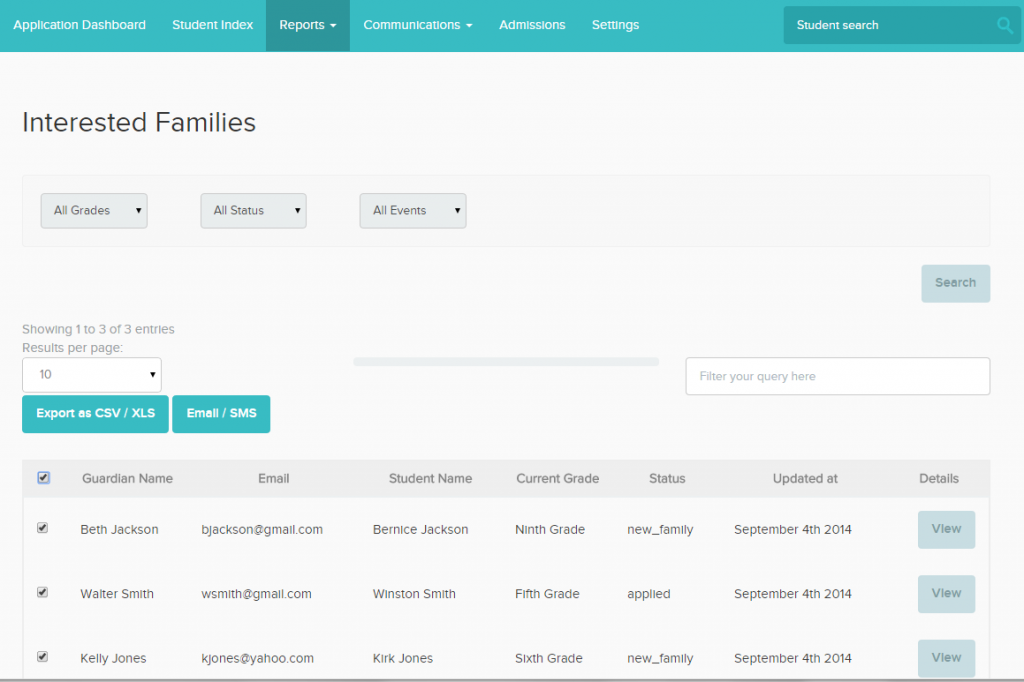 Application Dashboard Student Index Reports Communications Admissions Settings Student search
Interested Families
All Grades All Status All Events
Search
Showing 1 to 3 of 3 entries
Results per page:
10 Filter your query here
Export as CSV / XLS Email / SMS
Guardian Name Email Student Name Current Grade Status Updated at Details
Beth Jackson bjackson@gmail.com Bernice Jackson Ninth Grade new_family September 4th 2014 View
Walter Smith wsmith@gmail.com Winston Smith Fifth Grade applied September 4th 2014 View
Kelly Jones kjones@yahoo.com Kirk Jones Sixth Grade new_family September 4th 2014 View